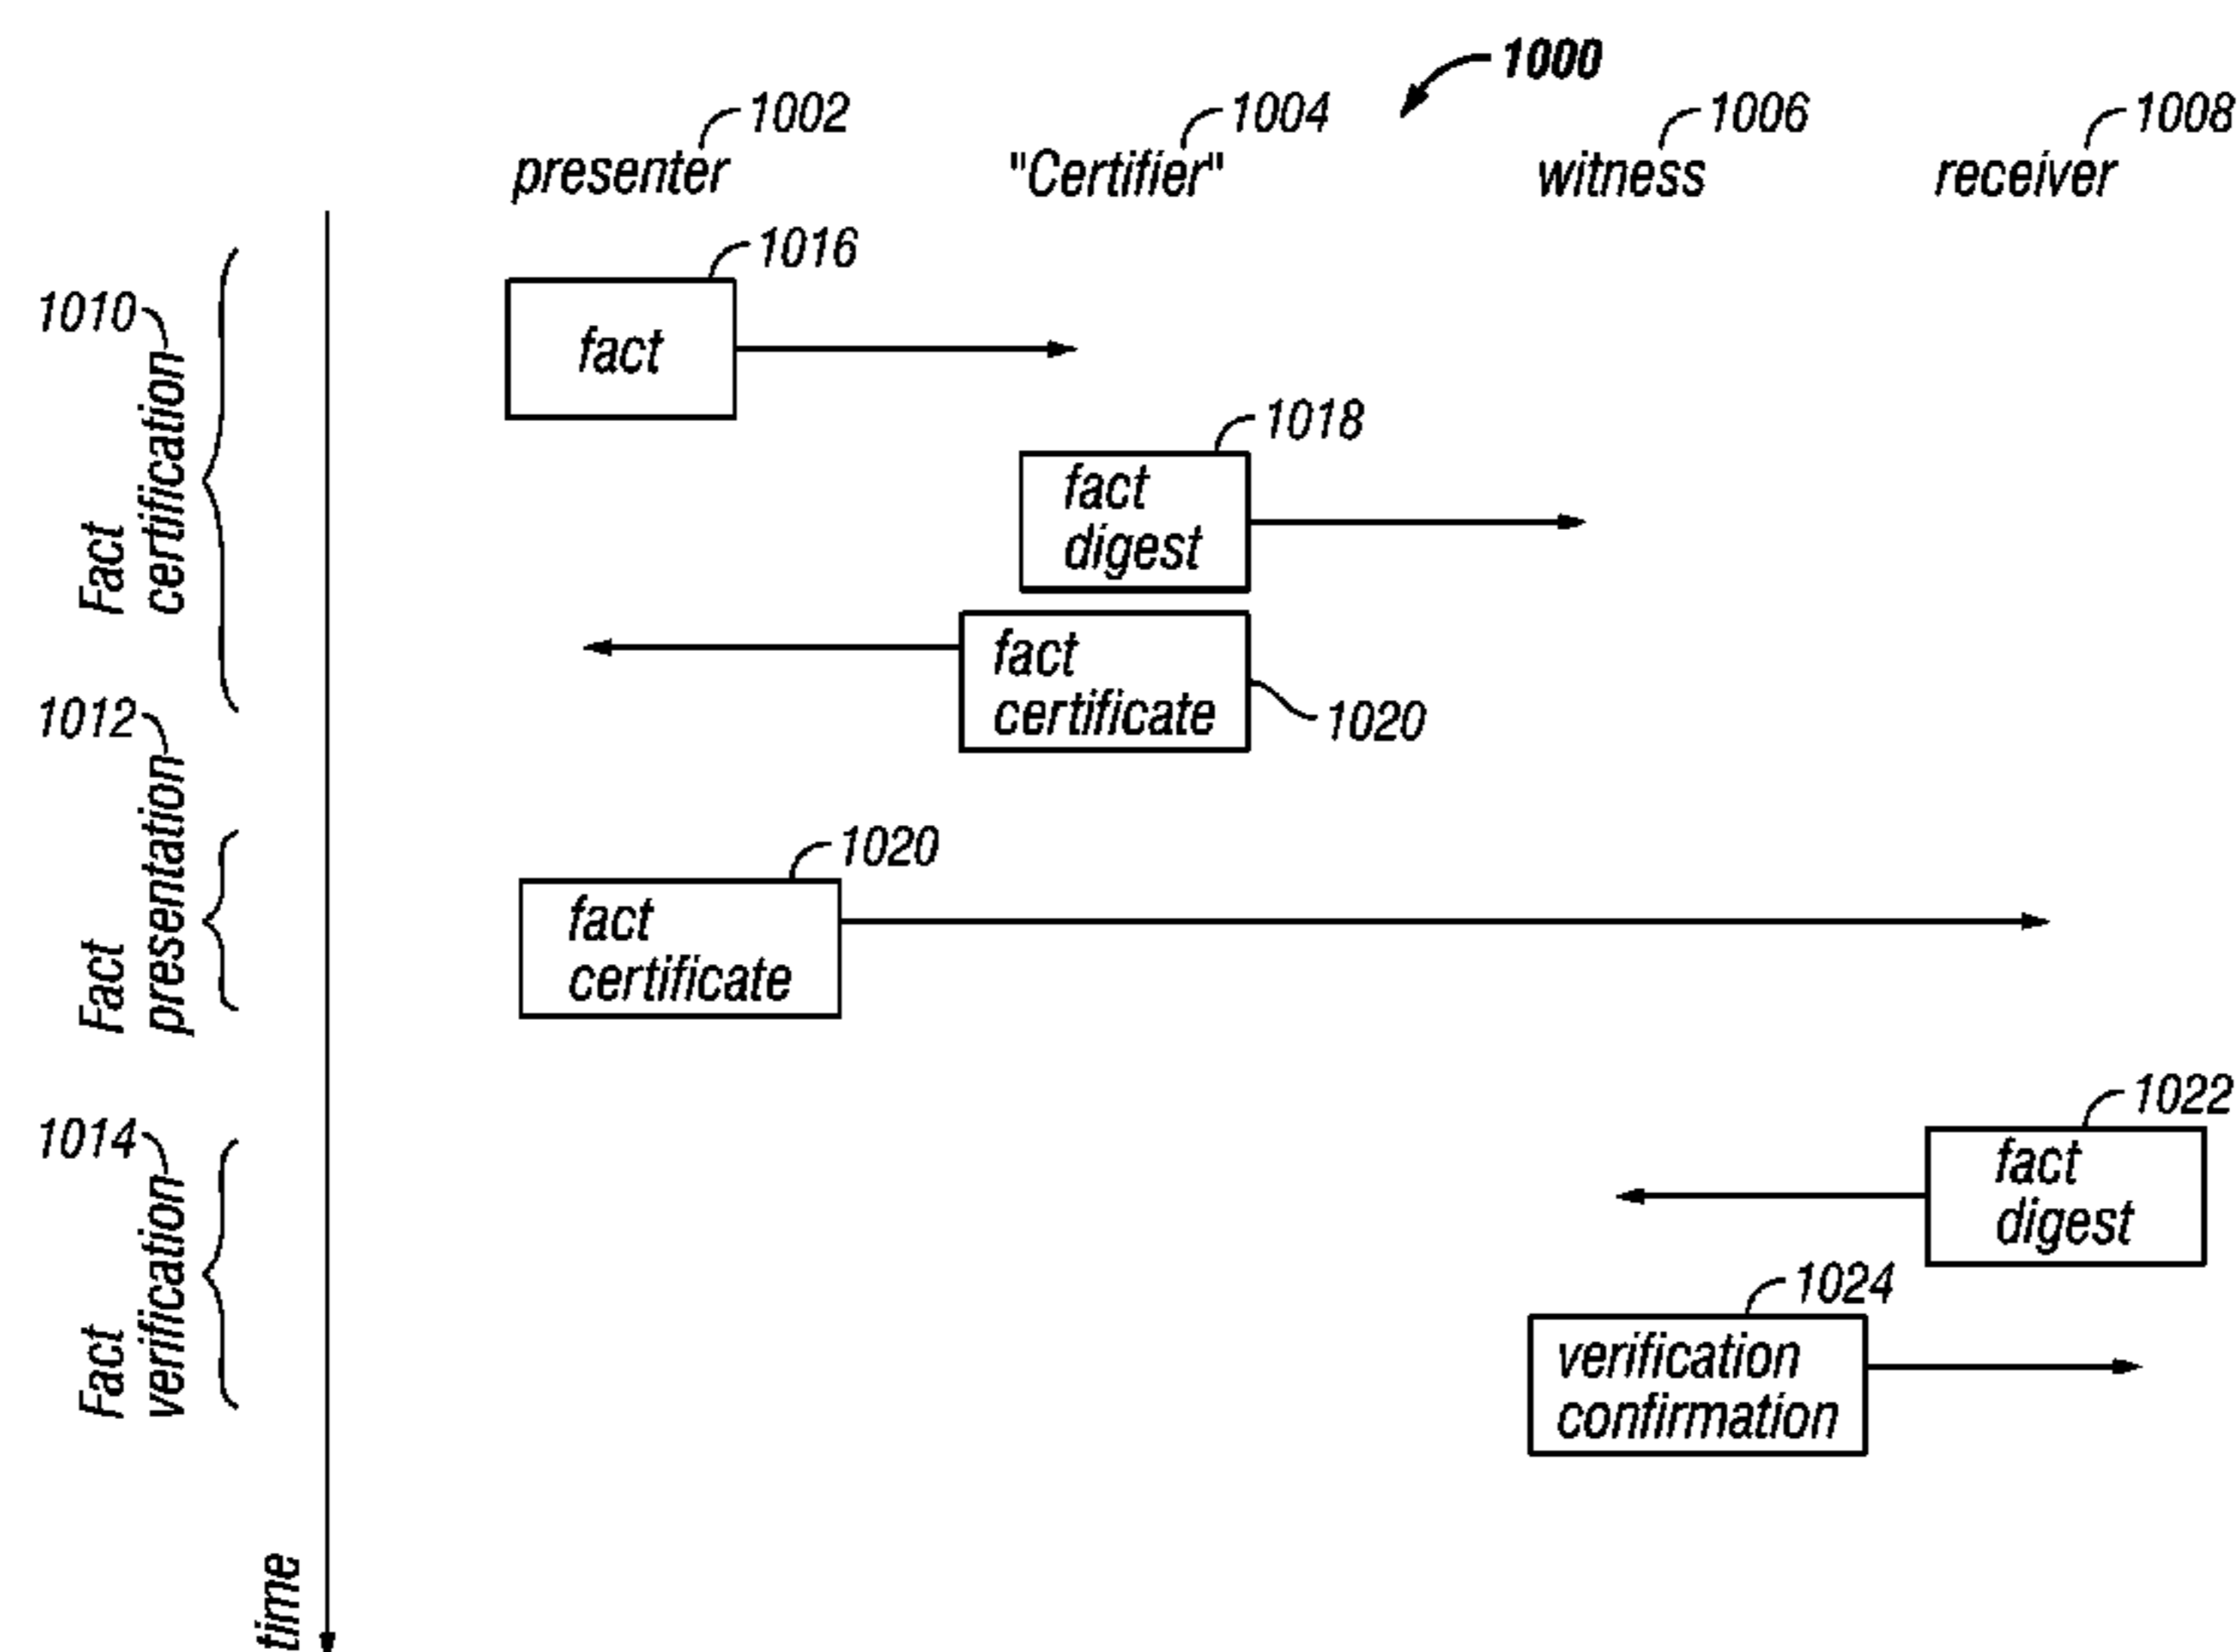 1000
1002
1004
1006
1008
presenter
"Certifier"
witness
receiver
1016
1010
fact
Fact
certification
1018
fact
digest
fact
certificate
1020
1012
Fact
presentation
1020
fact
certificate
1022
1014
Fact
verification
fact
digest
1024
verification
confirmation
time